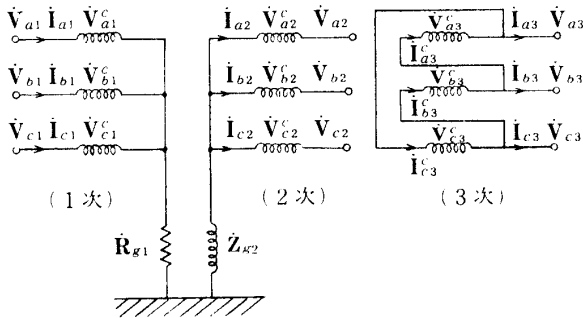 V̇a1 İa1 V̇ᶜa1
V̇b1 İb1 V̇ᶜb1
V̇c1 İc1 V̇ᶜc1
(1次)
Ṙg1
İa2 V̇ᶜa2 V̇a2
İb2 V̇ᶜb2 V̇b2
İc2 V̇ᶜc2 V̇c2
(2次)
Żg2
V̇ᶜa3 İa3 V̇a3
İᶜa3
V̇ᶜb3 İb3 V̇b3
İᶜb3
V̇ᶜc3 İc3 V̇c3
İᶜc3
(3次)